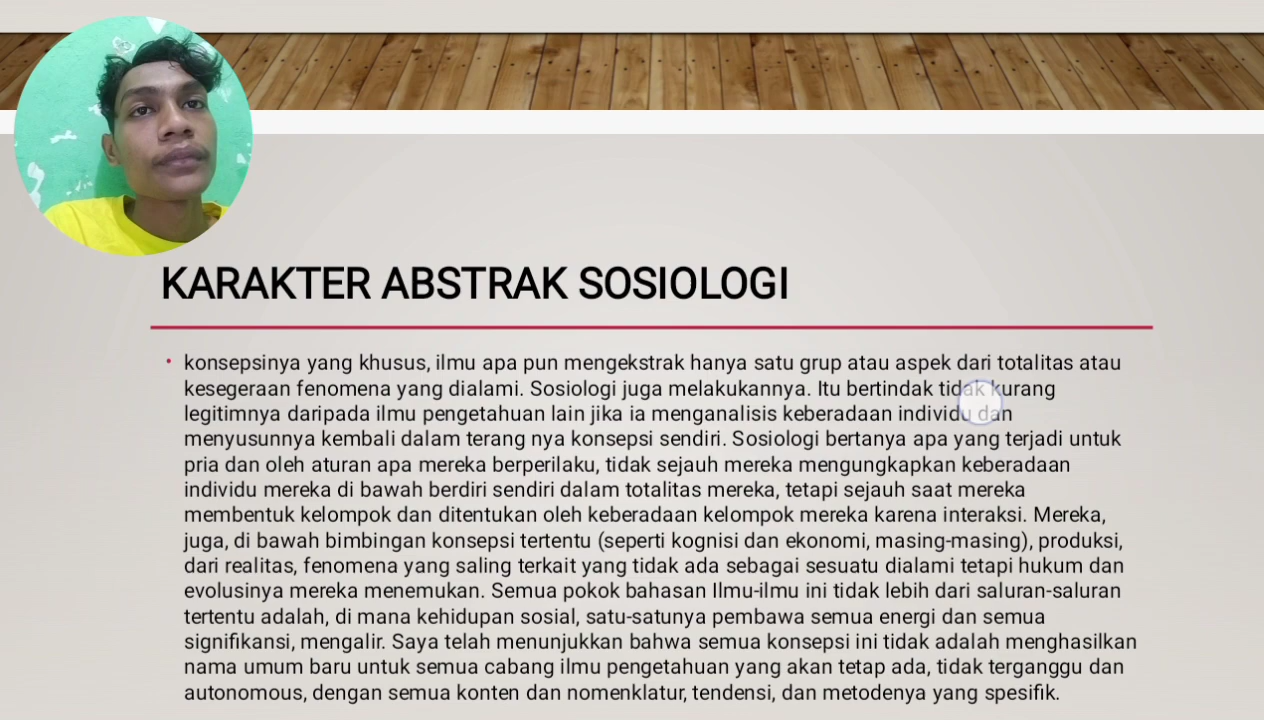 KARAKTER ABSTRAK SOSIOLOGI
• konsepsinya yang khusus, ilmu apa pun mengekstrak hanya satu grup atau aspek dari totalitas atau
kesegeraan fenomena yang dialami. Sosiologi juga melakukannya. Itu bertindak tidak kurang
legitimnya daripada ilmu pengetahuan lain jika ia menganalisis keberadaan individu dan
menyusunnya kembali dalam terang nya konsepsi sendiri. Sosiologi bertanya apa yang terjadi untuk
pria dan oleh aturan apa mereka berperilaku, tidak sejauh mereka mengungkapkan keberadaan
individu mereka di bawah berdiri sendiri dalam totalitas mereka, tetapi sejauh saat mereka
membentuk kelompok dan ditentukan oleh keberadaan kelompok mereka karena interaksi. Mereka,
juga, di bawah bimbingan konsepsi tertentu (seperti kognisi dan ekonomi, masing-masing), produksi,
dari realitas, fenomena yang saling terkait yang tidak ada sebagai sesuatu dialami tetapi hukum dan
evolusinya mereka menemukan. Semua pokok bahasan Ilmu-ilmu ini tidak lebih dari saluran-saluran
tertentu adalah, di mana kehidupan sosial, satu-satunya pembawa semua energi dan semua
signifikansi, mengalir. Saya telah menunjukkan bahwa semua konsepsi ini tidak adalah menghasilkan
nama umum baru untuk semua cabang ilmu pengetahuan yang akan tetap ada, tidak terganggu dan
autonomous, dengan semua konten dan nomenklatur, tendensi, dan metodenya yang spesifik.